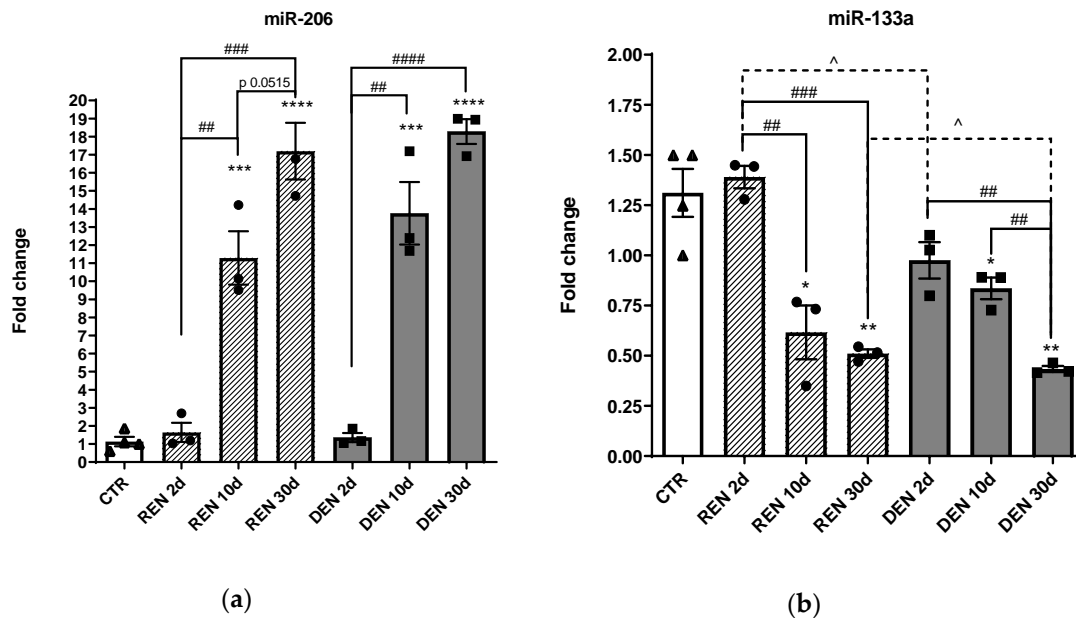 miR-206
###
p 0.0515
##
****
***
####
##
****
***
Fold change
20
19
18
17
16
15
14
13
12
11
10
9
8
7
6
5
4
3
2
1
0
CTR
REN 2d
REN 10d
REN 30d
DEN 2d
DEN 10d
DEN 30d
(a)
miR-133a
^
###
##
^
##
##
*
**
*
**
Fold change
2.00
1.75
1.50
1.25
1.00
0.75
0.50
0.25
0.00
CTR
REN 2d
REN 10d
REN 30d
DEN 2d
DEN 10d
DEN 30d
(b)